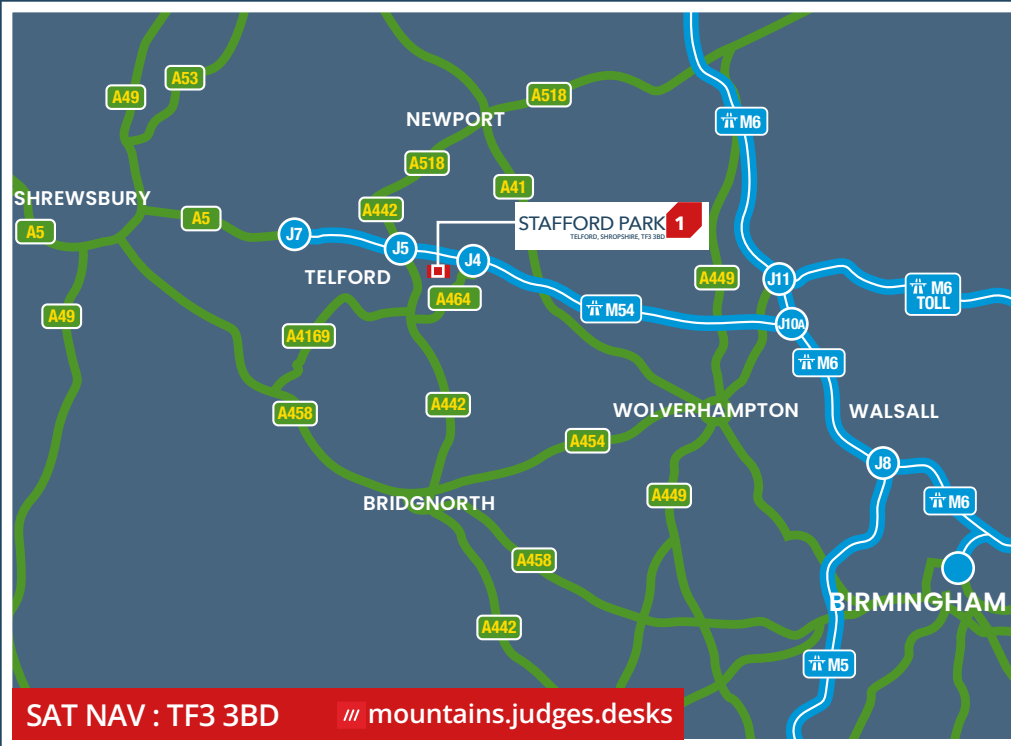 A53
A49
A518
NEWPORT
M6
A518
A41
SHREWSBURY
A442
A5
A5
STAFFORD PARK 1
TELFORD, SHROPSHIRE, TF3 3BD
J7
J5
J4
TELFORD
A449
J11
M6
TOLL
A464
M54
A49
J10A
A4169
M6
A442
A458
WOLVERHAMPTON
WALSALL
A454
J8
BRIDGNORTH
A449
M6
A458
BIRMINGHAM
A442
M5
SAT NAV : TF3 3BD
/// mountains.judges.desks